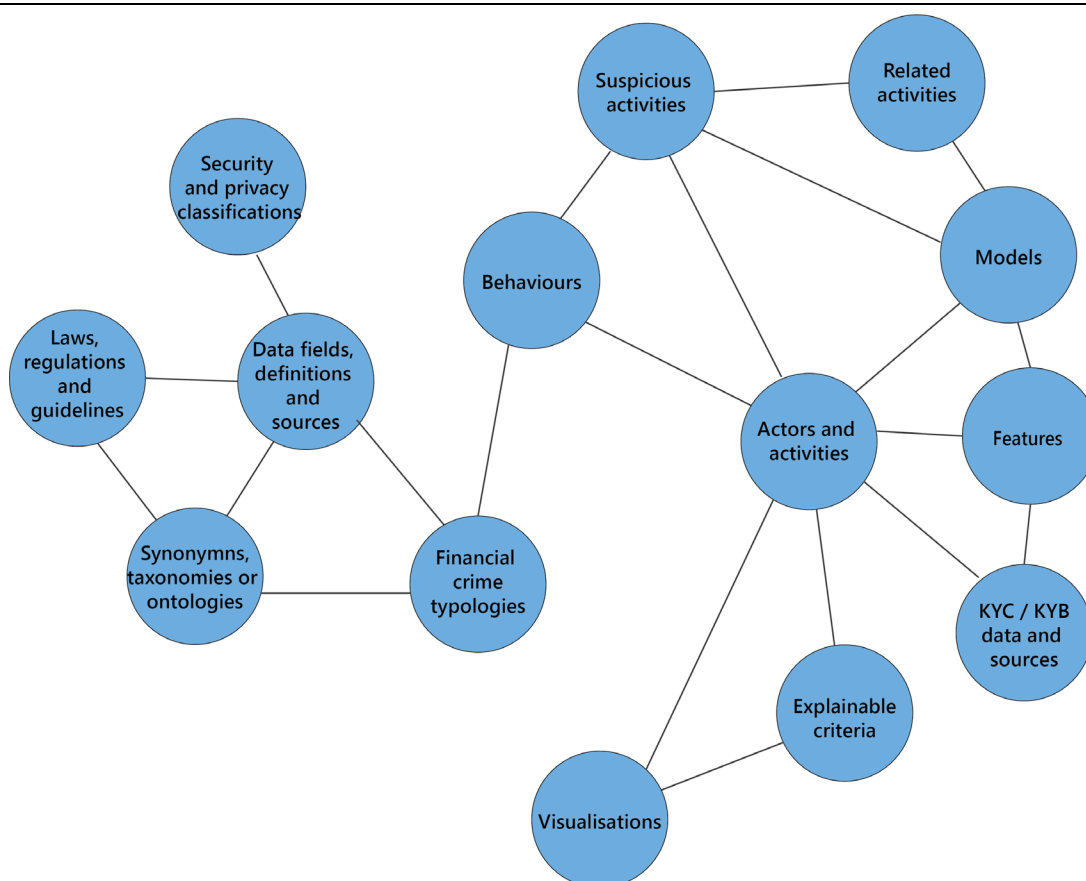 Suspicious
activities
Related
activities
Security
and privacy
classifications
Behaviours
Models
Laws,
regulations
and
guidelines
Data fields,
definitions
and
sources
Actors and
activities
Features
Synonymns,
taxonomies or
ontologies
Financial
crime
typologies
KYC / KYB
data and
sources
Explainable
criteria
Visualisations